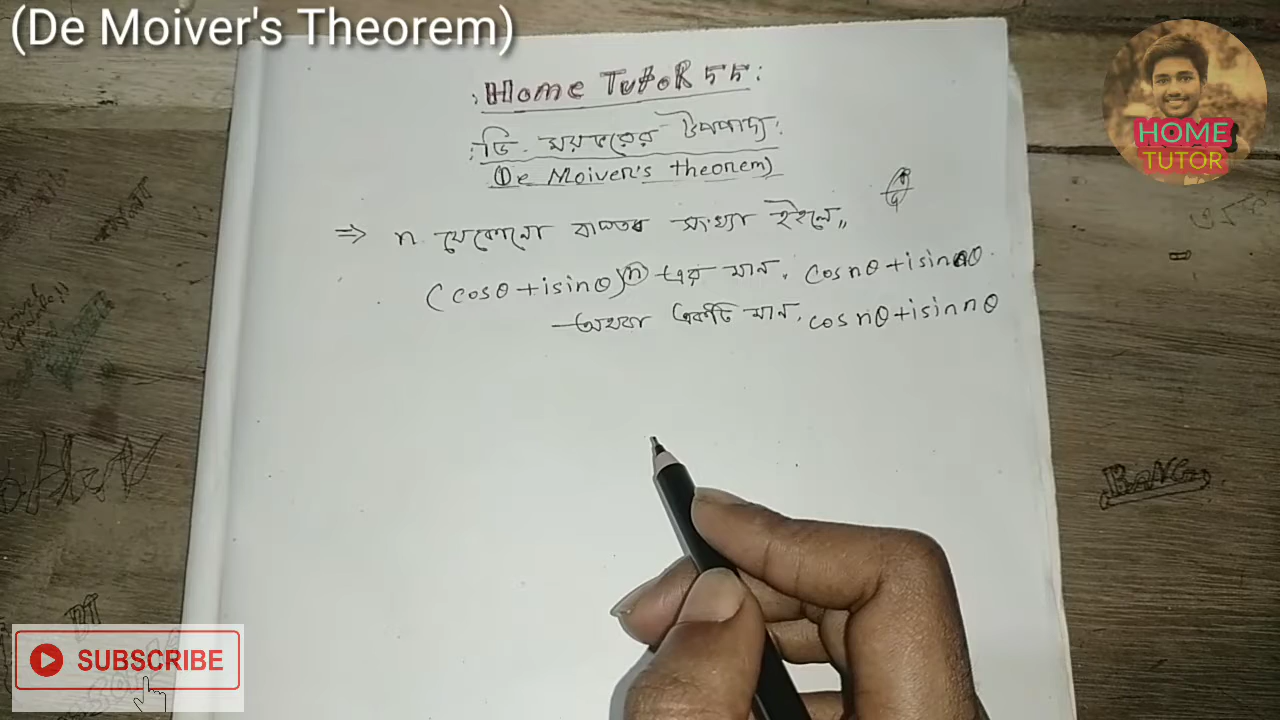 (De Moiver's Theorem)
Home TutoR 55:
HOME
TUTOR
ডি. ময়ভরের উপপাদ্য:
(De Moiver's theorem)
⇒ n যেকোনো বাস্তব সংখ্যা হইলে,,
(cosθ+isinθ)ⁿ এর মান, cosnθ+isinnθ.
অথবা একটি মান, cosnθ+isinnθ
SUBSCRIBE